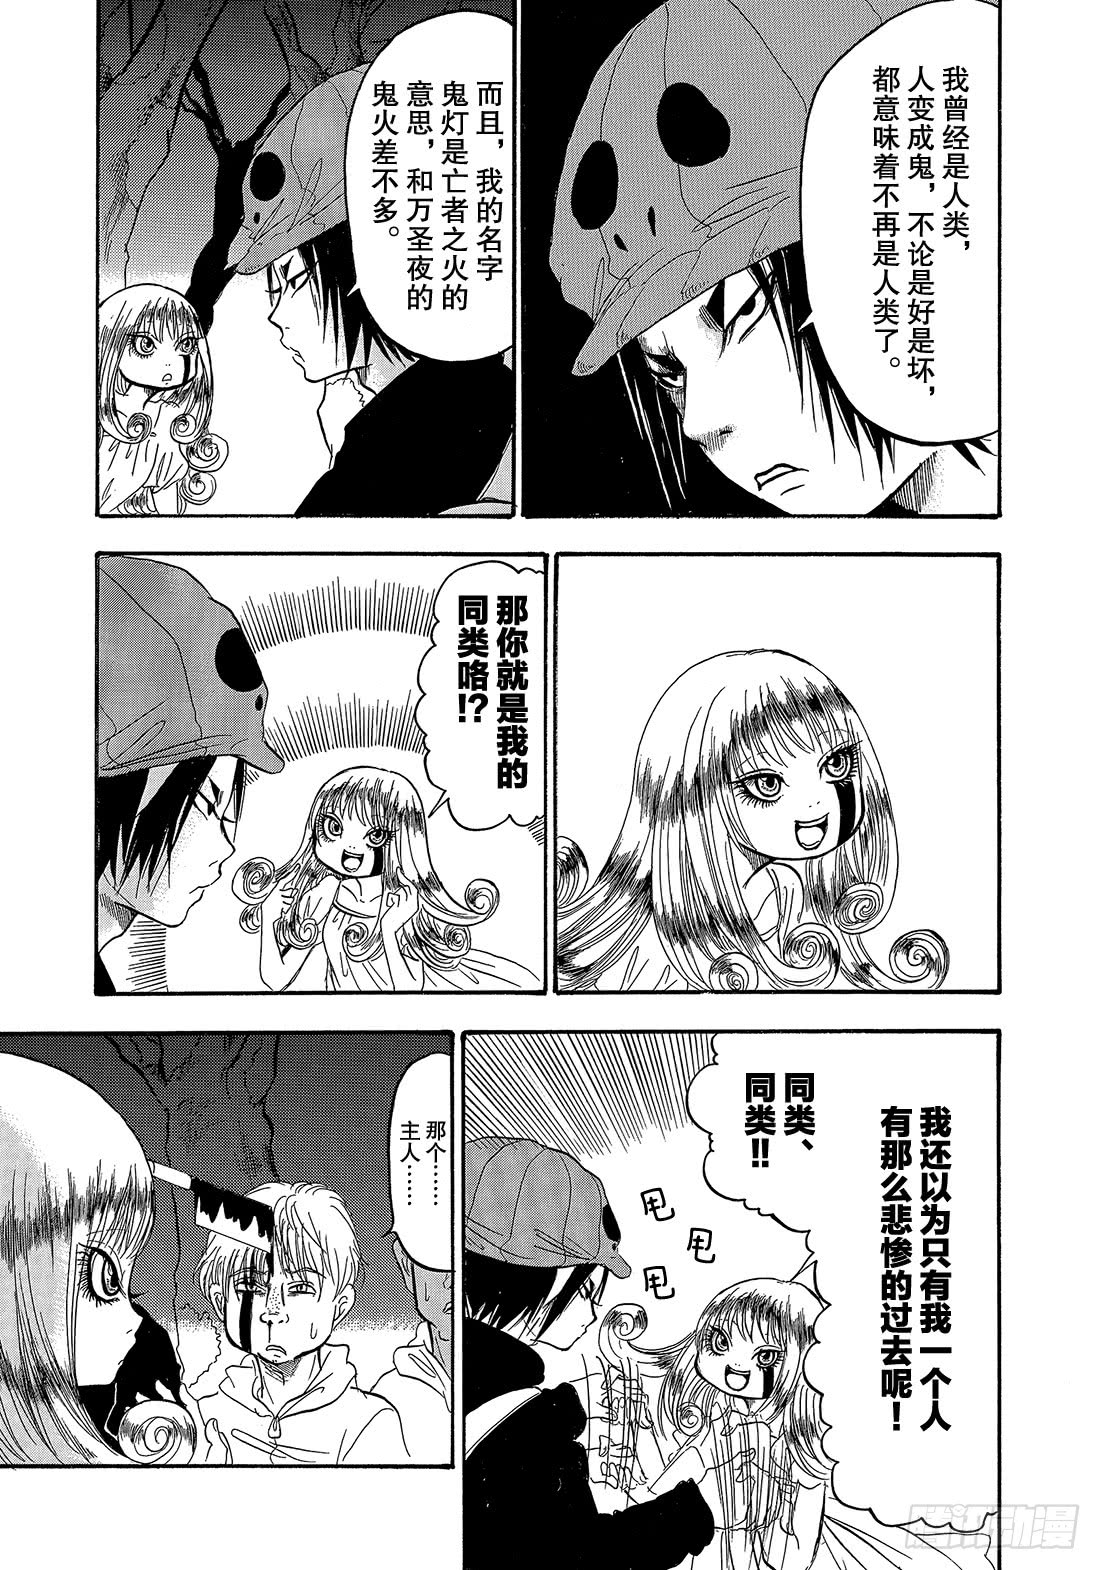 我曾经是人类，
人变成鬼，不论是好是坏，
都意味着不再是人类了。
而且，我的名字
鬼灯是亡者之火的
意思，和万圣夜的
鬼火差不多。
那你就是我的
同类咯!?
我还以为只有我一个人
有那么悲惨的过去呢！
同类、
同类!!
甩
甩
甩
那个……
主人……
腾讯动漫